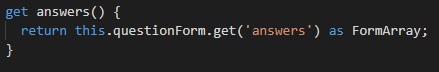 get answers() {
  return this.questionForm.get('answers') as FormArray;
}